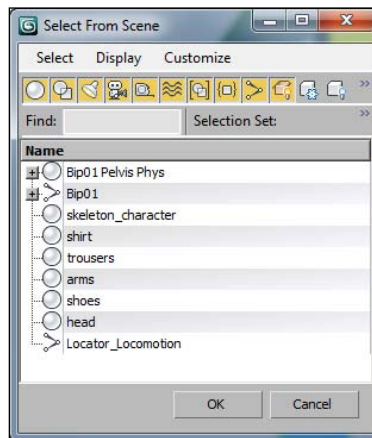 Select From Scene
Select Display Customize
Find: Selection Set:
Name
Bip01 Pelvis Phys
Bip01
skeleton_character
shirt
trousers
arms
shoes
head
Locator_Locomotion
OK Cancel